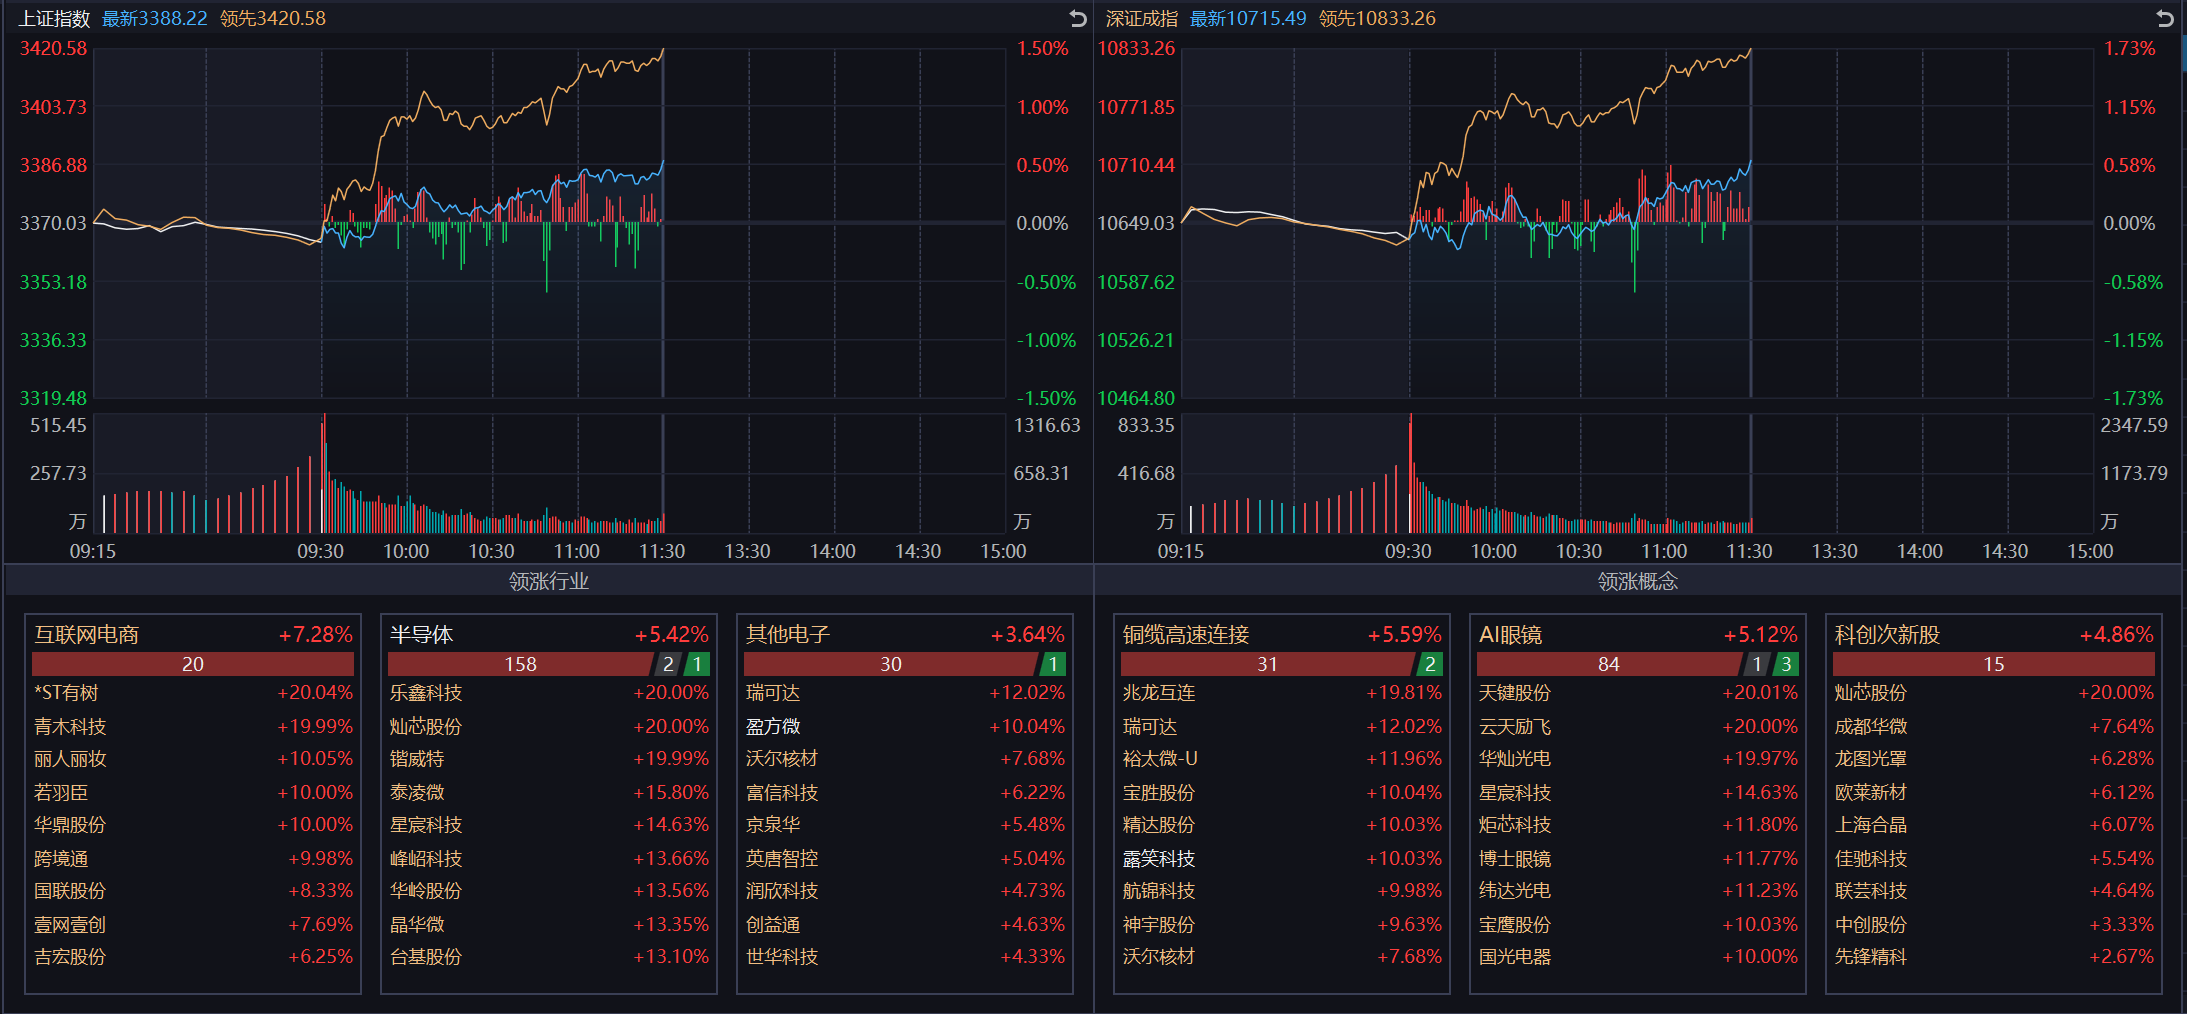 上证指数 最新3388.22 领先3420.58
3420.58 1.50%
3403.73 1.00%
3386.88 0.50%
3370.03 0.00%
3353.18 -0.50%
3336.33 -1.00%
3319.48 -1.50%
515.45 1316.63
257.73 658.31
万 万
09:15 09:30 10:00 10:30 11:00 11:30 13:30 14:00 14:30 15:00
深证成指 最新10715.49 领先10833.26
10833.26 1.73%
10771.85 1.15%
10710.44 0.58%
10649.03 0.00%
10587.62 -0.58%
10526.21 -1.15%
10464.80 -1.73%
833.35 2347.59
416.68 1173.79
万 万
09:15 09:30 10:00 10:30 11:00 11:30 13:30 14:00 14:30 15:00
领涨行业
互联网电商 +7.28%
20
*ST有树 +20.04%
青木科技 +19.99%
丽人丽妆 +10.05%
若羽臣 +10.00%
华鼎股份 +10.00%
跨境通 +9.98%
国联股份 +8.33%
壹网壹创 +7.69%
吉宏股份 +6.25%
半导体 +5.42%
158 2 1
乐鑫科技 +20.00%
灿芯股份 +20.00%
锴威特 +19.99%
泰凌微 +15.80%
星宸科技 +14.63%
峰岹科技 +13.66%
华岭股份 +13.56%
晶华微 +13.35%
台基股份 +13.10%
其他电子 +3.64%
30 1
瑞可达 +12.02%
盈方微 +10.04%
沃尔核材 +7.68%
富信科技 +6.22%
京泉华 +5.48%
英唐智控 +5.04%
润欣科技 +4.73%
创益通 +4.63%
世华科技 +4.33%
领涨概念
铜缆高速连接 +5.59%
31 2
兆龙互连 +19.81%
瑞可达 +12.02%
裕太微-U +11.96%
宝胜股份 +10.04%
精达股份 +10.03%
露笑科技 +10.03%
航锦科技 +9.98%
神宇股份 +9.63%
沃尔核材 +7.68%
AI眼镜 +5.12%
84 1 3
天键股份 +20.01%
云天励飞 +20.00%
华灿光电 +19.97%
星宸科技 +14.63%
炬芯科技 +11.80%
博士眼镜 +11.77%
纬达光电 +11.23%
宝鹰股份 +10.03%
国光电器 +10.00%
科创次新股 +4.86%
15
灿芯股份 +20.00%
成都华微 +7.64%
龙图光罩 +6.28%
欧莱新材 +6.12%
上海合晶 +6.07%
佳驰科技 +5.54%
联芸科技 +4.64%
中创股份 +3.33%
先锋精科 +2.67%